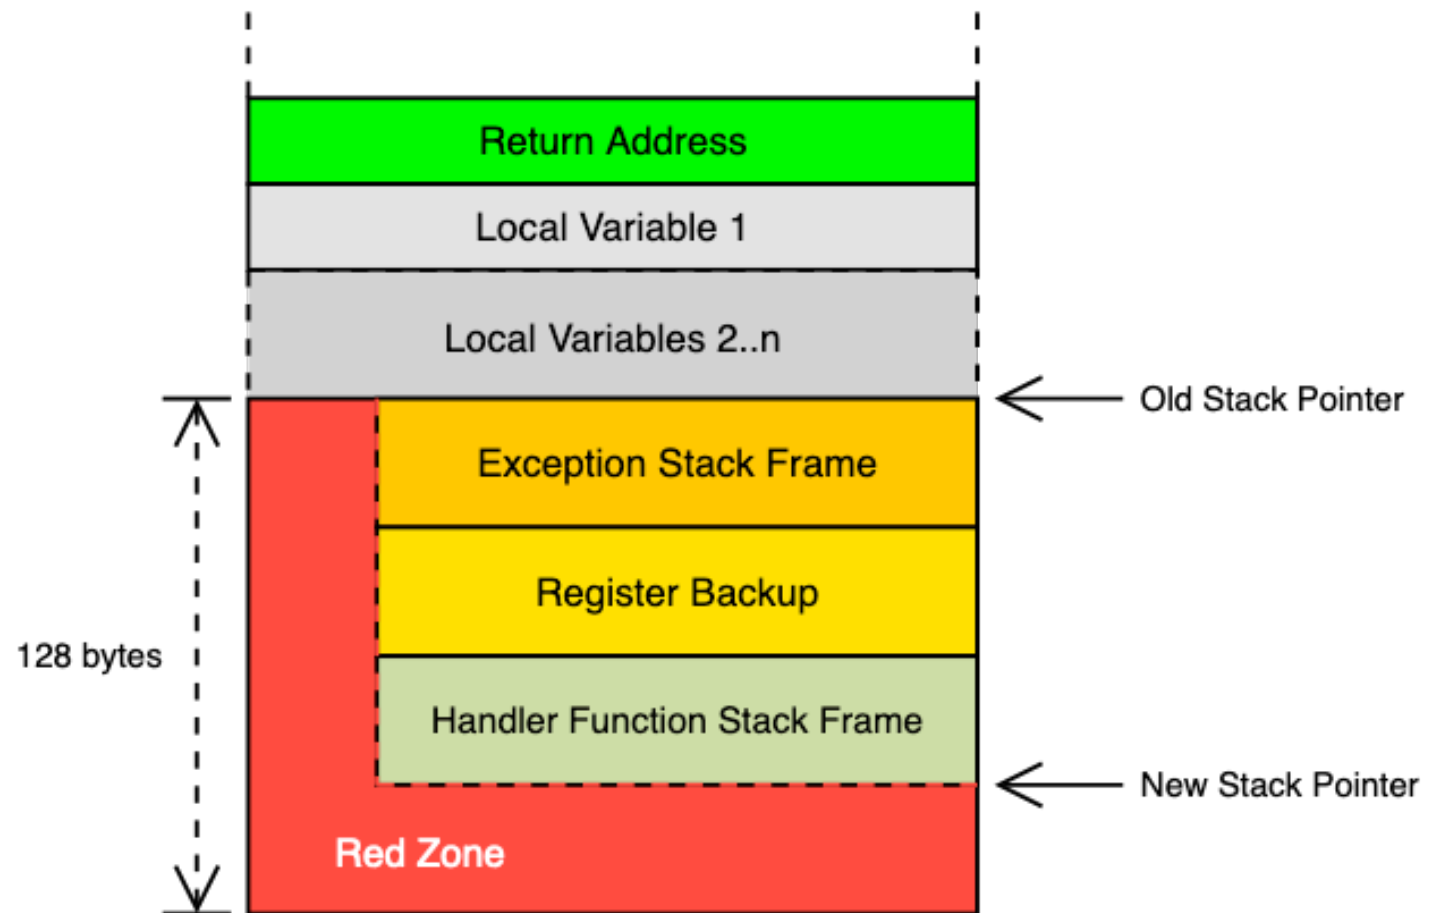 Return Address
Local Variable 1
Local Variables 2..n
Old Stack Pointer
Exception Stack Frame
Register Backup
128 bytes
Handler Function Stack Frame
New Stack Pointer
Red Zone